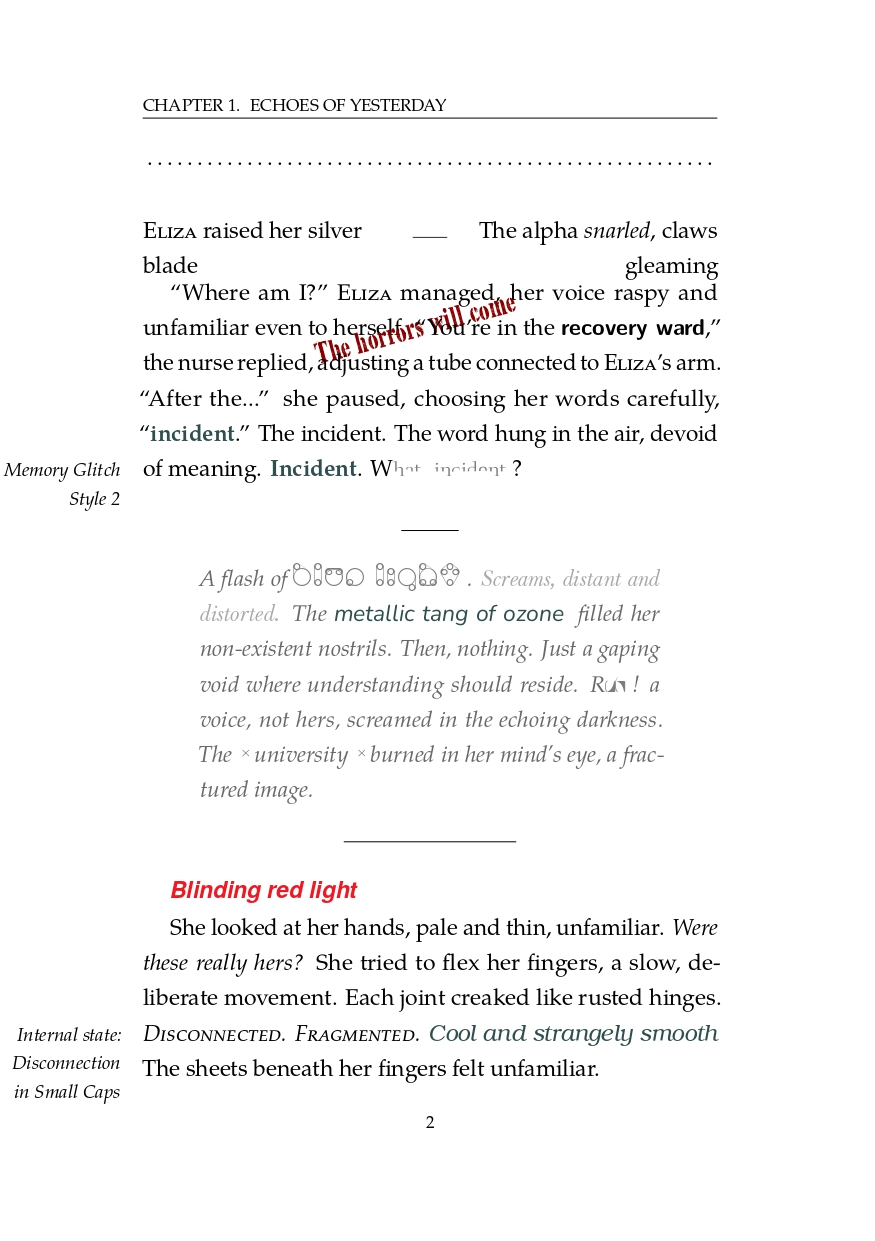 CHAPTER 1. ECHOES OF YESTERDAY
. . . . . . . . . . . . . . . . . . . . . . . . . . . . . . . . . . . . . . . . . . . . . . . . . . . . . . . . .
ELIZA raised her silver blade
The alpha snarled, claws gleaming
“Where am I?” ELIZA managed, her voice raspy and
The horrors will come
unfamiliar even to herself. “You’re in the recovery ward,”
the nurse replied, adjusting a tube connected to ELIZA’s arm.
“After the...” she paused, choosing her words carefully,
“incident.” The incident. The word hung in the air, devoid
Memory Glitch
Style 2
of meaning. Incident. What incident?
A flash of . Screams, distant and
distorted. The metallic tang of ozone filled her
non-existent nostrils. Then, nothing. Just a gaping
void where understanding should reside. R ! a
voice, not hers, screamed in the echoing darkness.
The × university × burned in her mind’s eye, a frac-
tured image.
Blinding red light
She looked at her hands, pale and thin, unfamiliar. Were
these really hers? She tried to flex her fingers, a slow, de-
liberate movement. Each joint creaked like rusted hinges.
Internal state:
Disconnection
in Small Caps
DISCONNECTED. FRAGMENTED. Cool and strangely smooth
The sheets beneath her fingers felt unfamiliar.
2